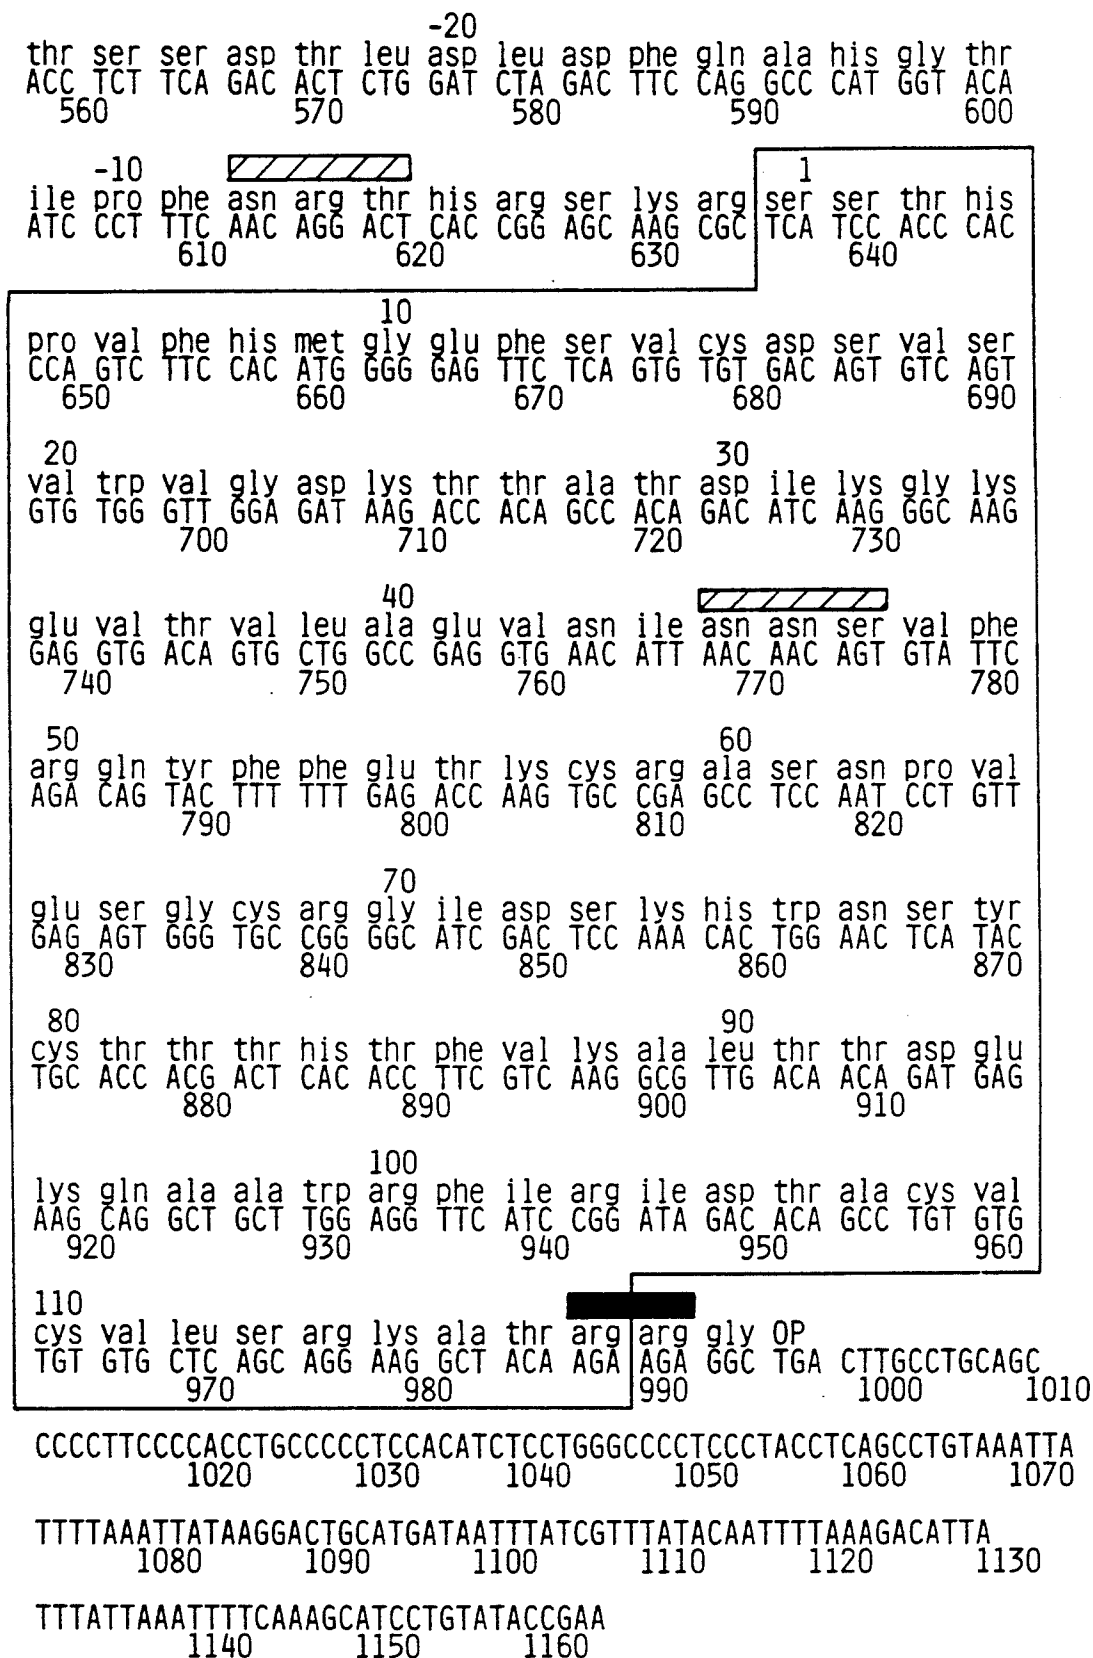 -20
thr ser ser asp thr leu asp leu asp phe gln ala his gly thr
ACC TCT TCA GAC ACT CTG GAT CTA GAC TTC CAG GCC CAT GGT ACA
560 570 580 590 600
-10 1
ile pro phe asn arg thr his arg ser lys arg ser ser thr his
ATC CCT TTC AAC AGG ACT CAC CGG AGC AAG CGC TCA TCC ACC CAC
610 620 630 640
10
pro val phe his met gly glu phe ser val cys asp ser val ser
CCA GTC TTC CAC ATG GGG GAG TTC TCA GTG TGT GAC AGT GTC AGT
650 660 670 680 690
20 30
val trp val gly asp lys thr thr ala thr asp ile lys gly lys
GTG TGG GTT GGA GAT AAG ACC ACA GCC ACA GAC ATC AAG GGC AAG
700 710 720 730
40
glu val thr val leu ala glu val asn ile asn asn ser val phe
GAG GTG ACA GTG CTG GCC GAG GTG AAC ATT AAC AAC AGT GTA TTC
740 750 760 770 780
50 60
arg gln tyr phe phe glu thr lys cys arg ala ser asn pro val
AGA CAG TAC TTT TTT GAG ACC AAG TGC CGA GCC TCC AAT CCT GTT
790 800 810 820
70
glu ser gly cys arg gly ile asp ser lys his trp asn ser tyr
GAG AGT GGG TGC CGG GGC ATC GAC TCC AAA CAC TGG AAC TCA TAC
830 840 850 860 870
80 90
cys thr thr thr his thr phe val lys ala leu thr thr asp glu
TGC ACC ACG ACT CAC ACC TTC GTC AAG GCG TTG ACA ACA GAT GAG
880 890 900 910
100
lys gln ala ala trp arg phe ile arg ile asp thr ala cys val
AAG CAG GCT GCT TGG AGG TTC ATC CGG ATA GAC ACA GCC TGT GTG
920 930 940 950 960
110
cys val leu ser arg lys ala thr arg arg gly OP
TGT GTG CTC AGC AGG AAG GCT ACA AGA AGA GGC TGA CTTGCCTGCAGC
970 980 990 1000 1010
CCCCTTCCCCACCTGCCCCCTCCACATCTCCTGGGCCCCTCCCTACCTCAGCCTGTAAATTA
1020 1030 1040 1050 1060 1070
TTTTAAATTATAAGGACTGCATGATAATTTATCGTTTATACAATTTTAAAGACATTA
1080 1090 1100 1110 1120 1130
TTTATTAAATTTTCAAAGCATCCTGTATACCGAA
1140 1150 1160